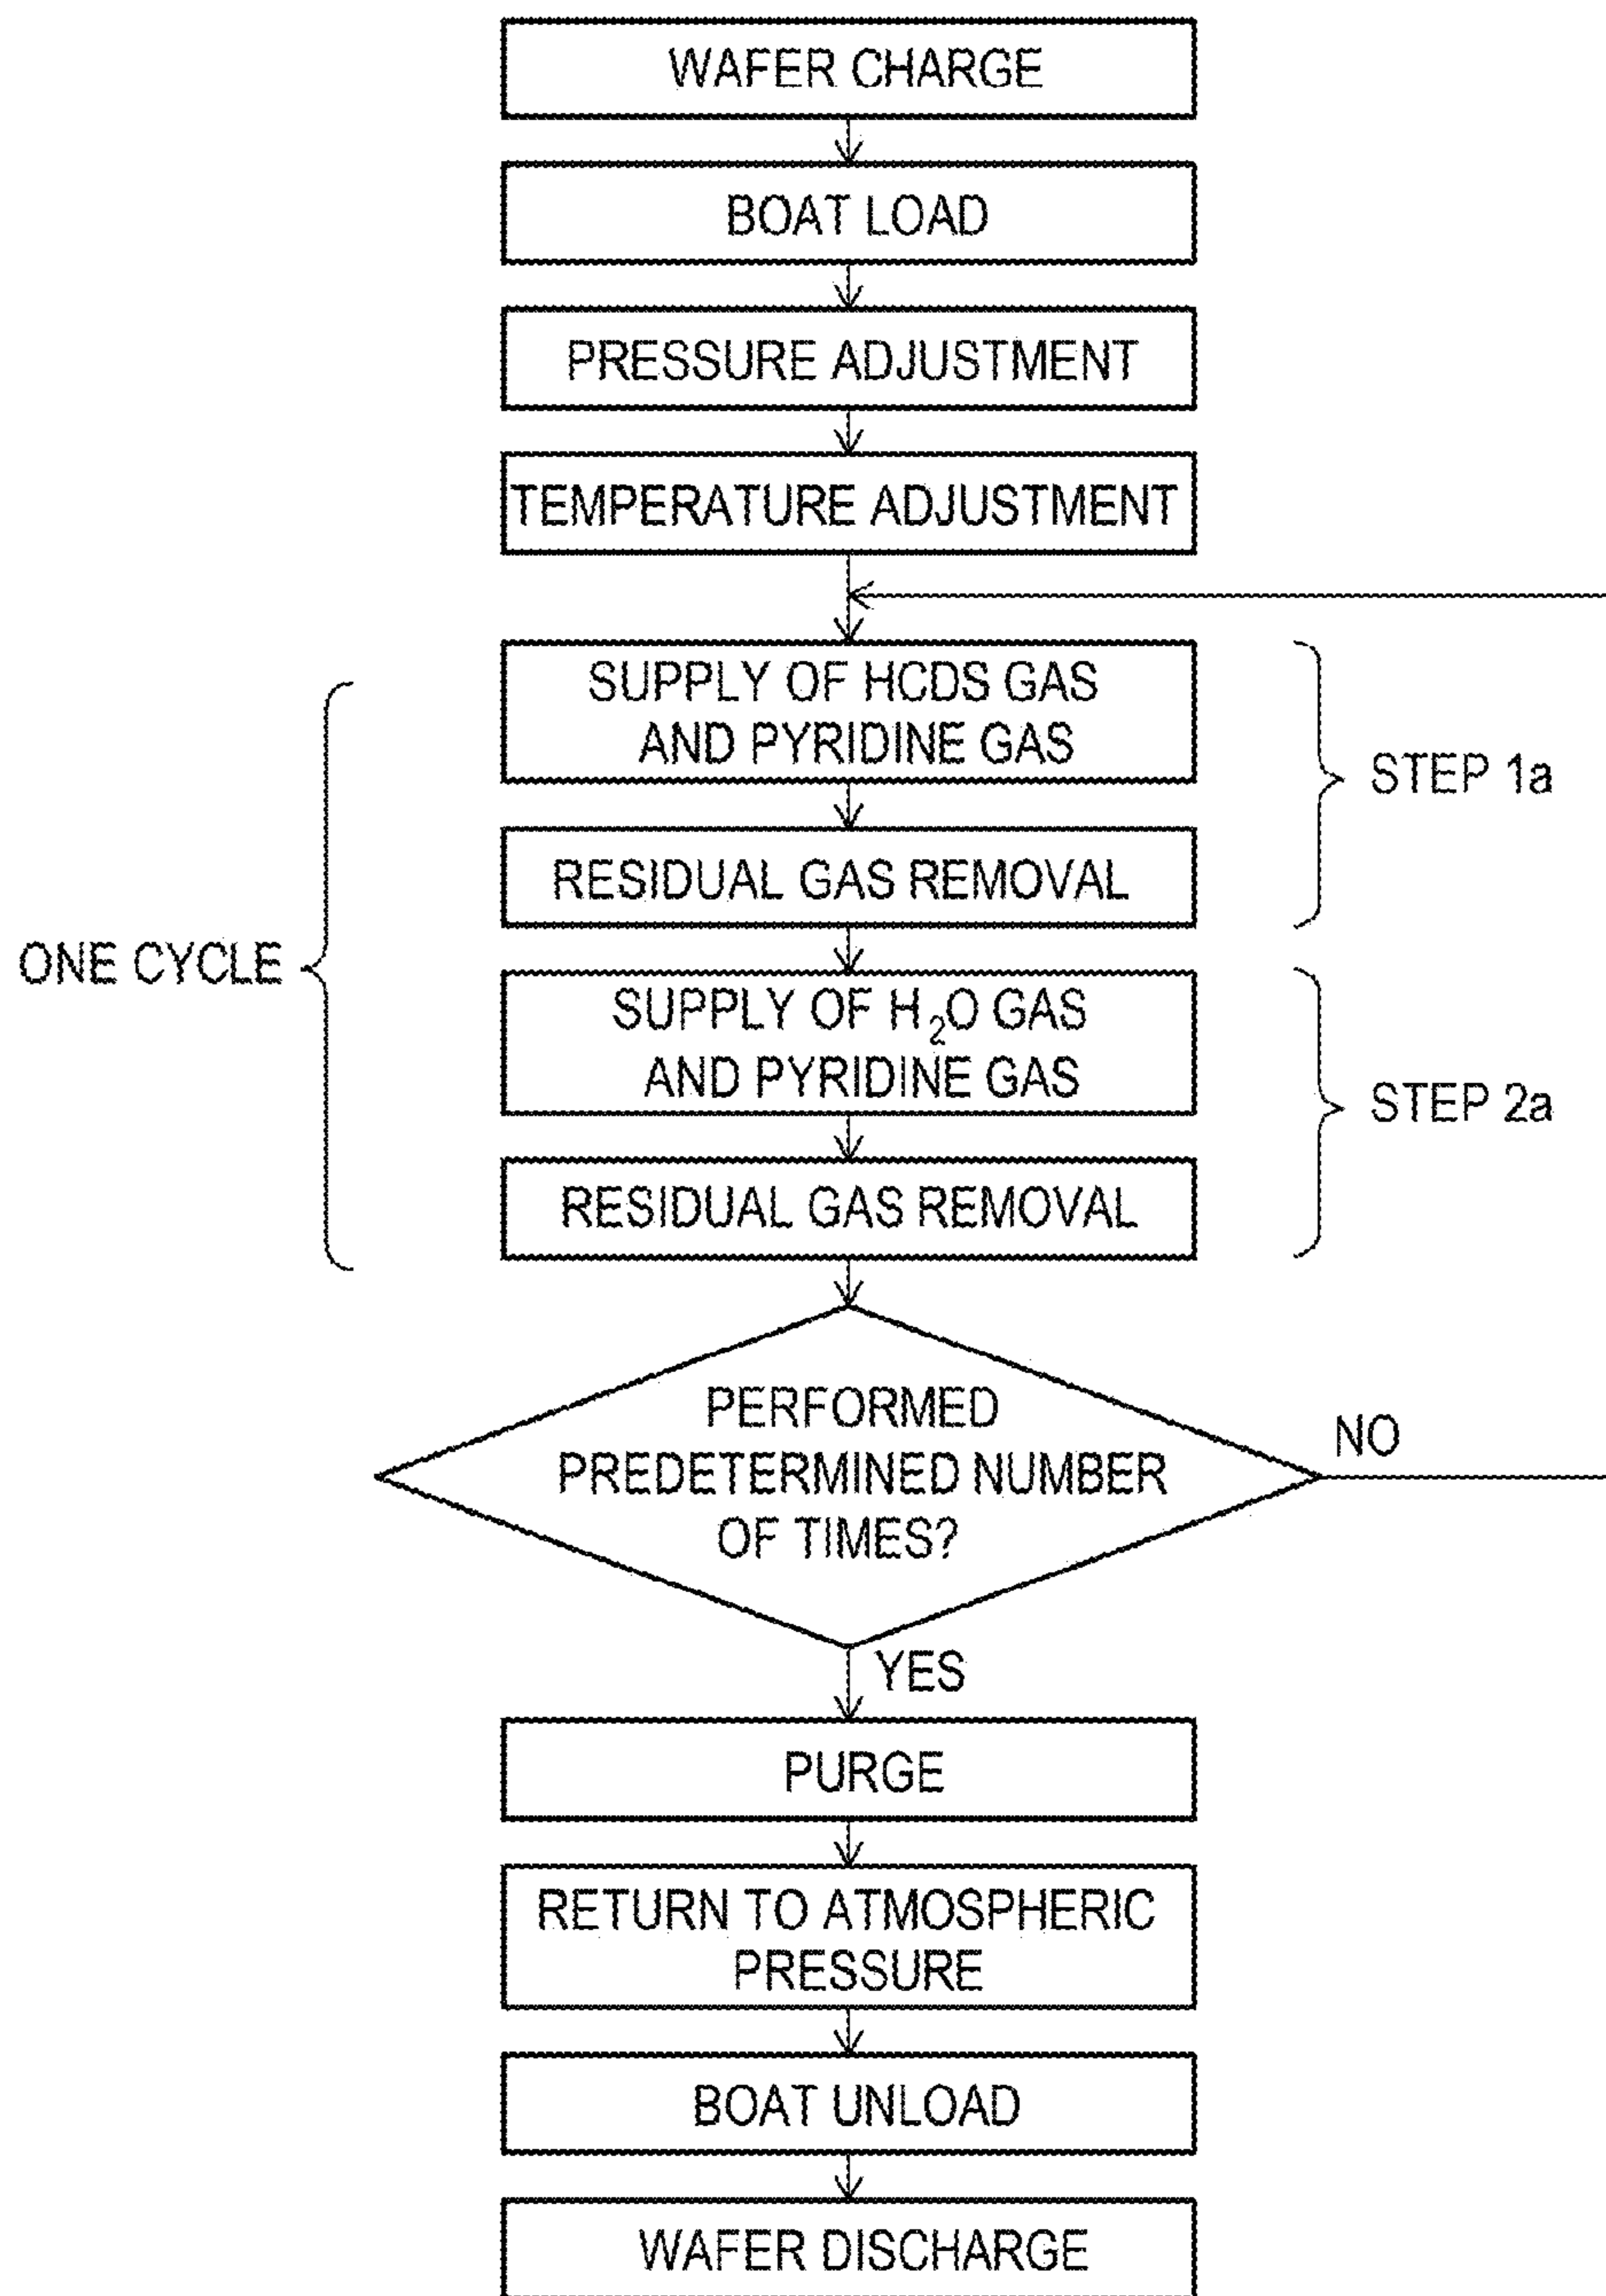 WAFER CHARGE
BOAT LOAD
PRESSURE ADJUSTMENT
TEMPERATURE ADJUSTMENT
SUPPLY OF HCDS GAS
AND PYRIDINE GAS
STEP 1a
RESIDUAL GAS REMOVAL
ONE CYCLE
SUPPLY OF H₂O GAS
AND PYRIDINE GAS
STEP 2a
RESIDUAL GAS REMOVAL
PERFORMED
PREDETERMINED NUMBER
OF TIMES?
NO
YES
PURGE
RETURN TO ATMOSPHERIC
PRESSURE
BOAT UNLOAD
WAFER DISCHARGE